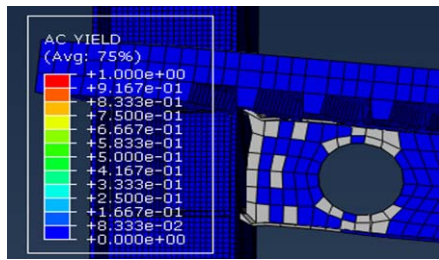 AC YIELD
(Avg: 75%)
+1.000e+00
+9.167e-01
+8.333e-01
+7.500e-01
+6.667e-01
+5.833e-01
+5.000e-01
+4.167e-01
+3.333e-01
+2.500e-01
+1.667e-01
+8.333e-02
+0.000e+00